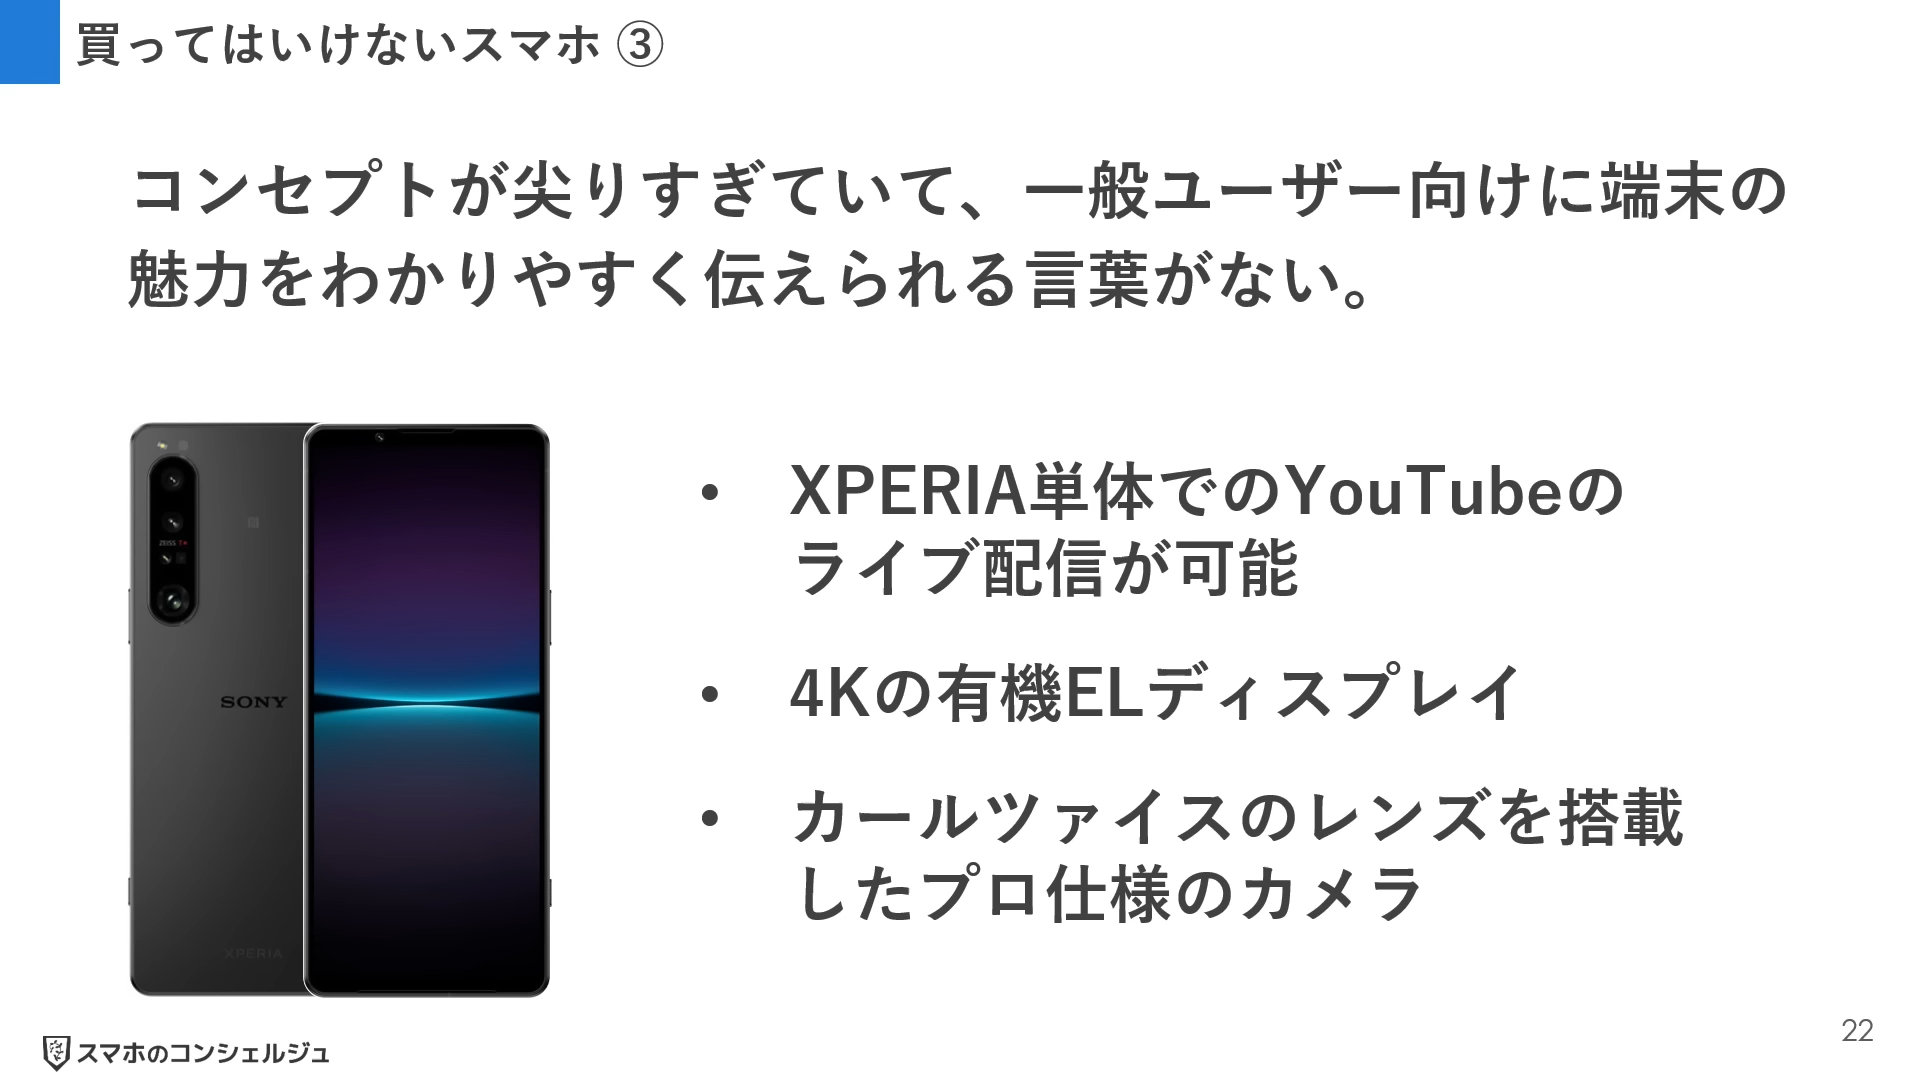 買ってはいけないスマホ ③
コンセプトが尖りすぎていて、一般ユーザー向けに端末の
魅力をわかりやすく伝えられる言葉がない。
ZEISS T*
SONY
XPERIA
• XPERIA単体でのYouTubeの
ライブ配信が可能
• 4Kの有機ELディスプレイ
• カールツァイスのレンズを搭載
したプロ仕様のカメラ
スマホのコンシェルジュ
22